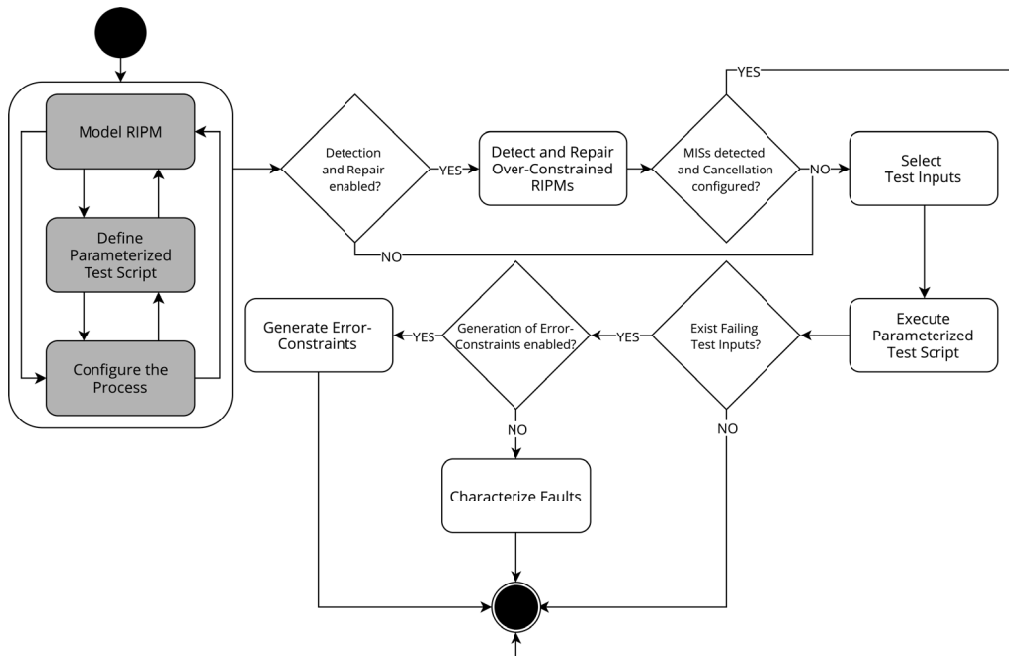 YES
Model RIPM
Detection
and Repair
enabled?
YES
Detect and Repair
Over-Constrained
RIPMs
MISs detected
and Cancellation
configured?
NO
Select
Test Inputs
Define
Parameterized
Test Script
NO
Generate Error-
Constraints
YES
Generation of Error-
Constraints enabled?
YES
Exist Failing
Test Inputs?
Execute
Parameterized
Test Script
Configure the
Process
NO
NO
Characterize Faults